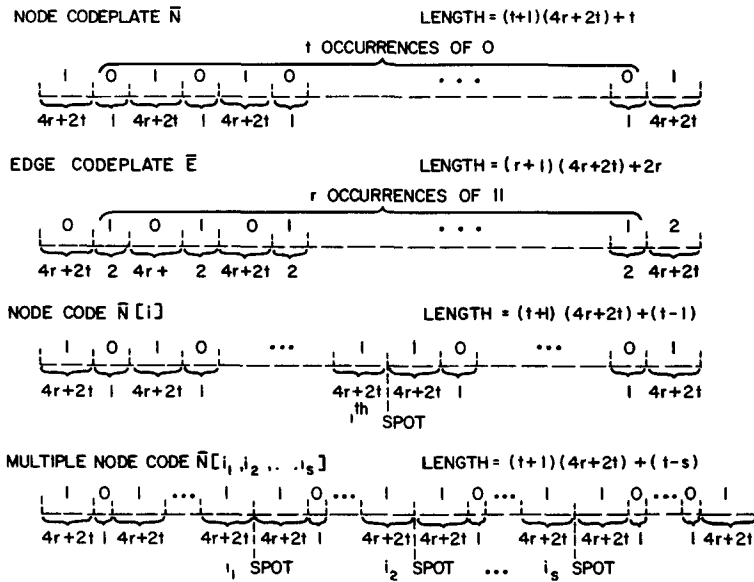 NODE CODEPLATE N̄ LENGTH = (t+1)(4r+2t)+t
t OCCURRENCES OF 0
1 0 1 0 1 0 ... 0 1
4r+2t 1 4r+2t 1 4r+2t 1 1 4r+2t
EDGE CODEPLATE Ē LENGTH = (r+1)(4r+2t)+2r
r OCCURRENCES OF 11
0 1 0 1 0 1 ... 1 2
4r+2t 2 4r+ 2 4r+2t 2 2 4r+2t
NODE CODE N̄[i] LENGTH = (t+1)(4r+2t)+(t-1)
1 0 1 0 ... 1 1 0 ... 0 1
4r+2t 1 4r+2t 1 4r+2t 4r+2t 1 1 4r+2t
ı th SPOT
MULTIPLE NODE CODE N̄[i₁,i₂,...ı_s] LENGTH = (t+1)(4r+2t)+(t-s)
1 0 1 ... 1 1 0 ... 1 1 0 ... 1 1 0 ... 0 1
4r+2t 1 4r+2t 4r+2t 4r+2t 1 4r+2t 4r+2t 1 4r+2t 4r+2t 1 1 4r+2t
ı₁ SPOT i₂ SPOT ... i_s SPOT